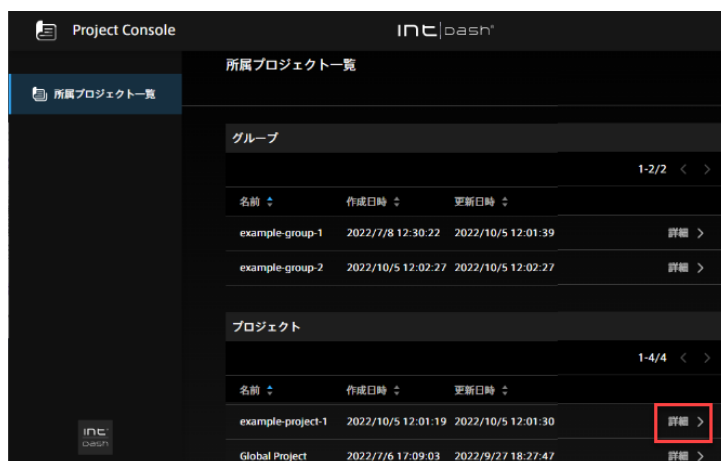 Project Console
intdash
所属プロジェクト一覧
所属プロジェクト一覧
グループ
1-2/2
名前 作成日時 更新日時
example-group-1 2022/7/8 12:30:22 2022/10/5 12:01:39 詳細
example-group-2 2022/10/5 12:02:27 2022/10/5 12:02:27 詳細
プロジェクト
1-4/4
名前 作成日時 更新日時
example-project-1 2022/10/5 12:01:19 2022/10/5 12:01:30 詳細
Global Project 2022/7/6 17:09:03 2022/9/27 18:27:47 詳細
int
dash